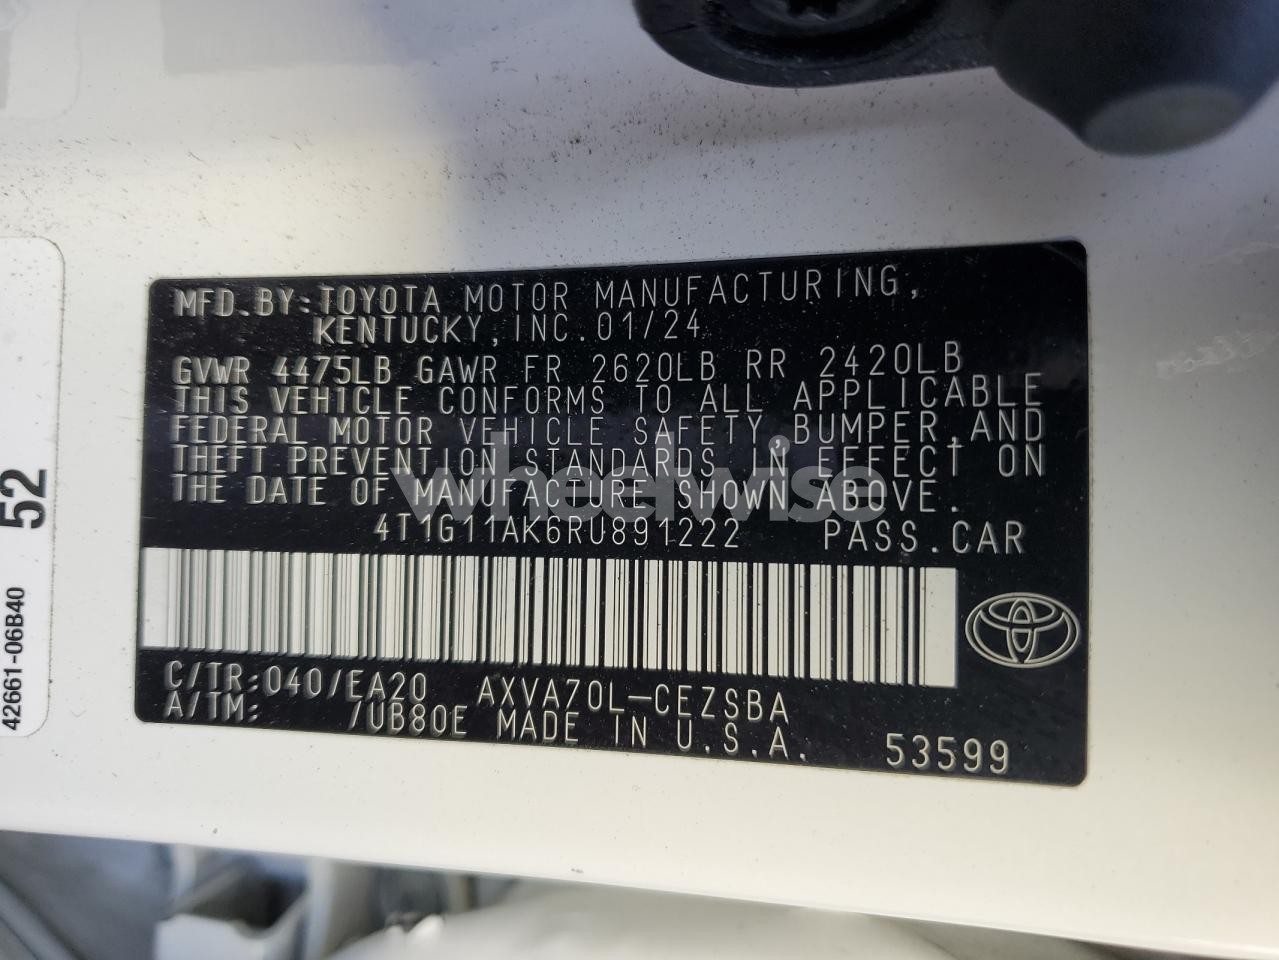 MFD.BY:TOYOTA MOTOR MANUFACTURING,
KENTUCKY,INC.01/24
GVWR 4475LB GAWR FR 2620LB RR 2420LB
THIS VEHICLE CONFORMS TO ALL APPLICABLE
FEDERAL MOTOR VEHICLE SAFETY,BUMPER,AND
THEFT PREVENTION STANDARDS IN EFFECT ON
THE DATE OF MANUFACTURE SHOWN ABOVE.
4T1G11AK6RU891222 PASS.CAR
C/TR:040/EA20 AXVA70L-CEZSBA
A/TM: /UB80E MADE IN U.S.A. 53599
42661-06B40 52
wheelwise